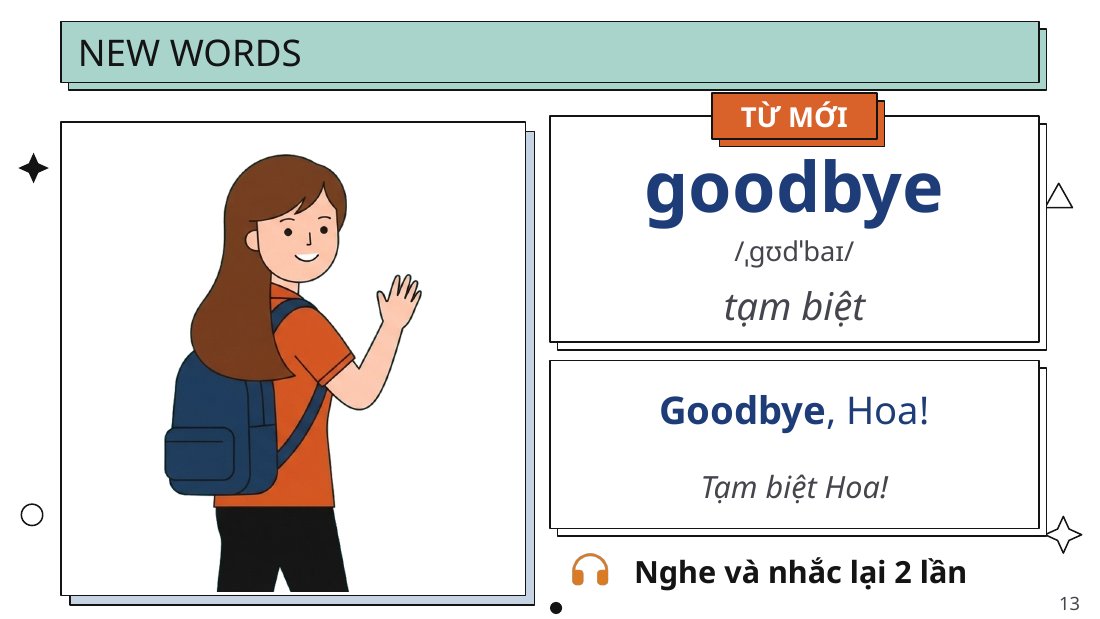 NEW WORDS
TỪ MỚI
goodbye
/ˌɡʊdˈbaɪ/
tạm biệt
Goodbye, Hoa!
Tạm biệt Hoa!
Nghe và nhắc lại 2 lần
13